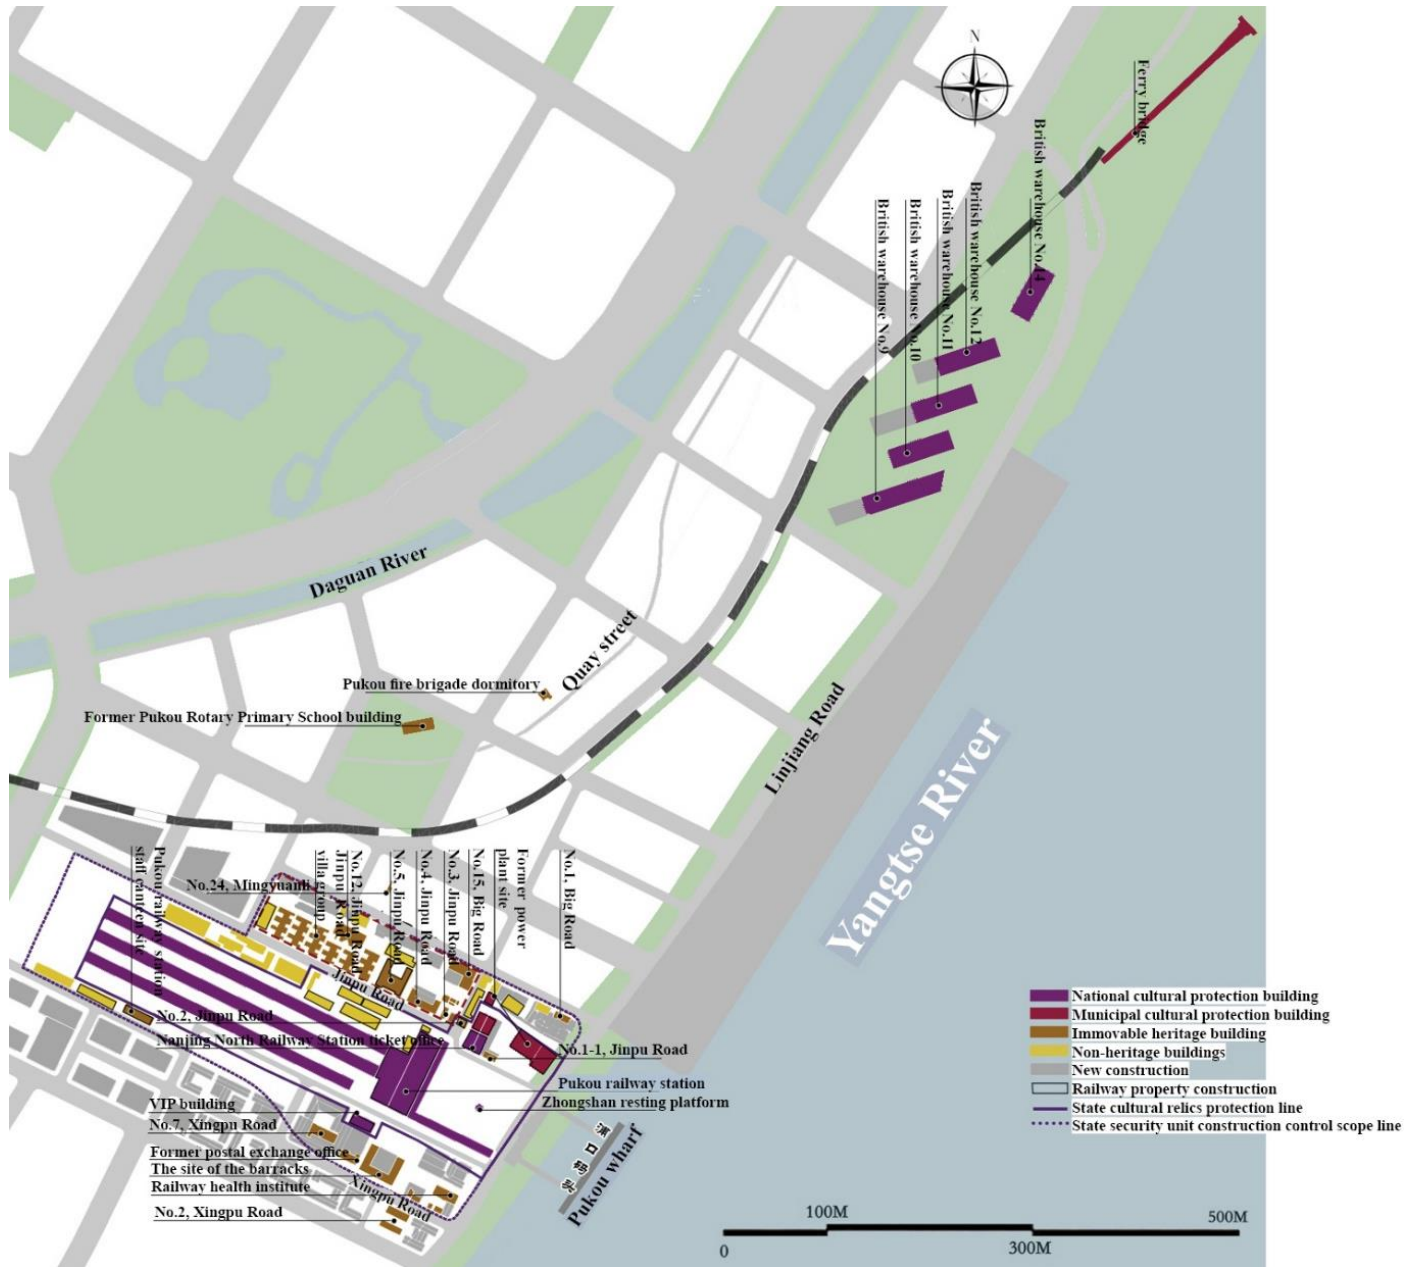 N
Ferry bridge
British warehouse No.14
British warehouse No.12
British warehouse No.11
British warehouse No.10
British warehouse No.9
Daguan River
Quay street
Pukou fire brigade dormitory
Former Pukou Rotary Primary School building
Linjiang Road
Yangtse River
Pukou railway station
staff canteen site
No.24, Mingyuanli
villa group
Jinpu Road
No.12, Jinpu Road
No.5, Jinpu Road
No.4, Jinpu Road
No.3, Jinpu Road
No.15, Big Road
Former power
plant site
No.1, Big Road
Jinpu Road
No.2, Jinpu Road
Nanjing North Railway Station ticket office
No.1-1, Jinpu Road
Pukou railway station
Zhongshan resting platform
VIP building
No.7, Xingpu Road
Former postal exchange office
The site of the barracks
Railway health institute
Xingpu Road
No.2, Xingpu Road
浦口码头
Pukou wharf
National cultural protection building
Municipal cultural protection building
Immovable heritage building
Non-heritage buildings
New construction
Railway property construction
State cultural relics protection line
State security unit construction control scope line
100M
500M
0
300M